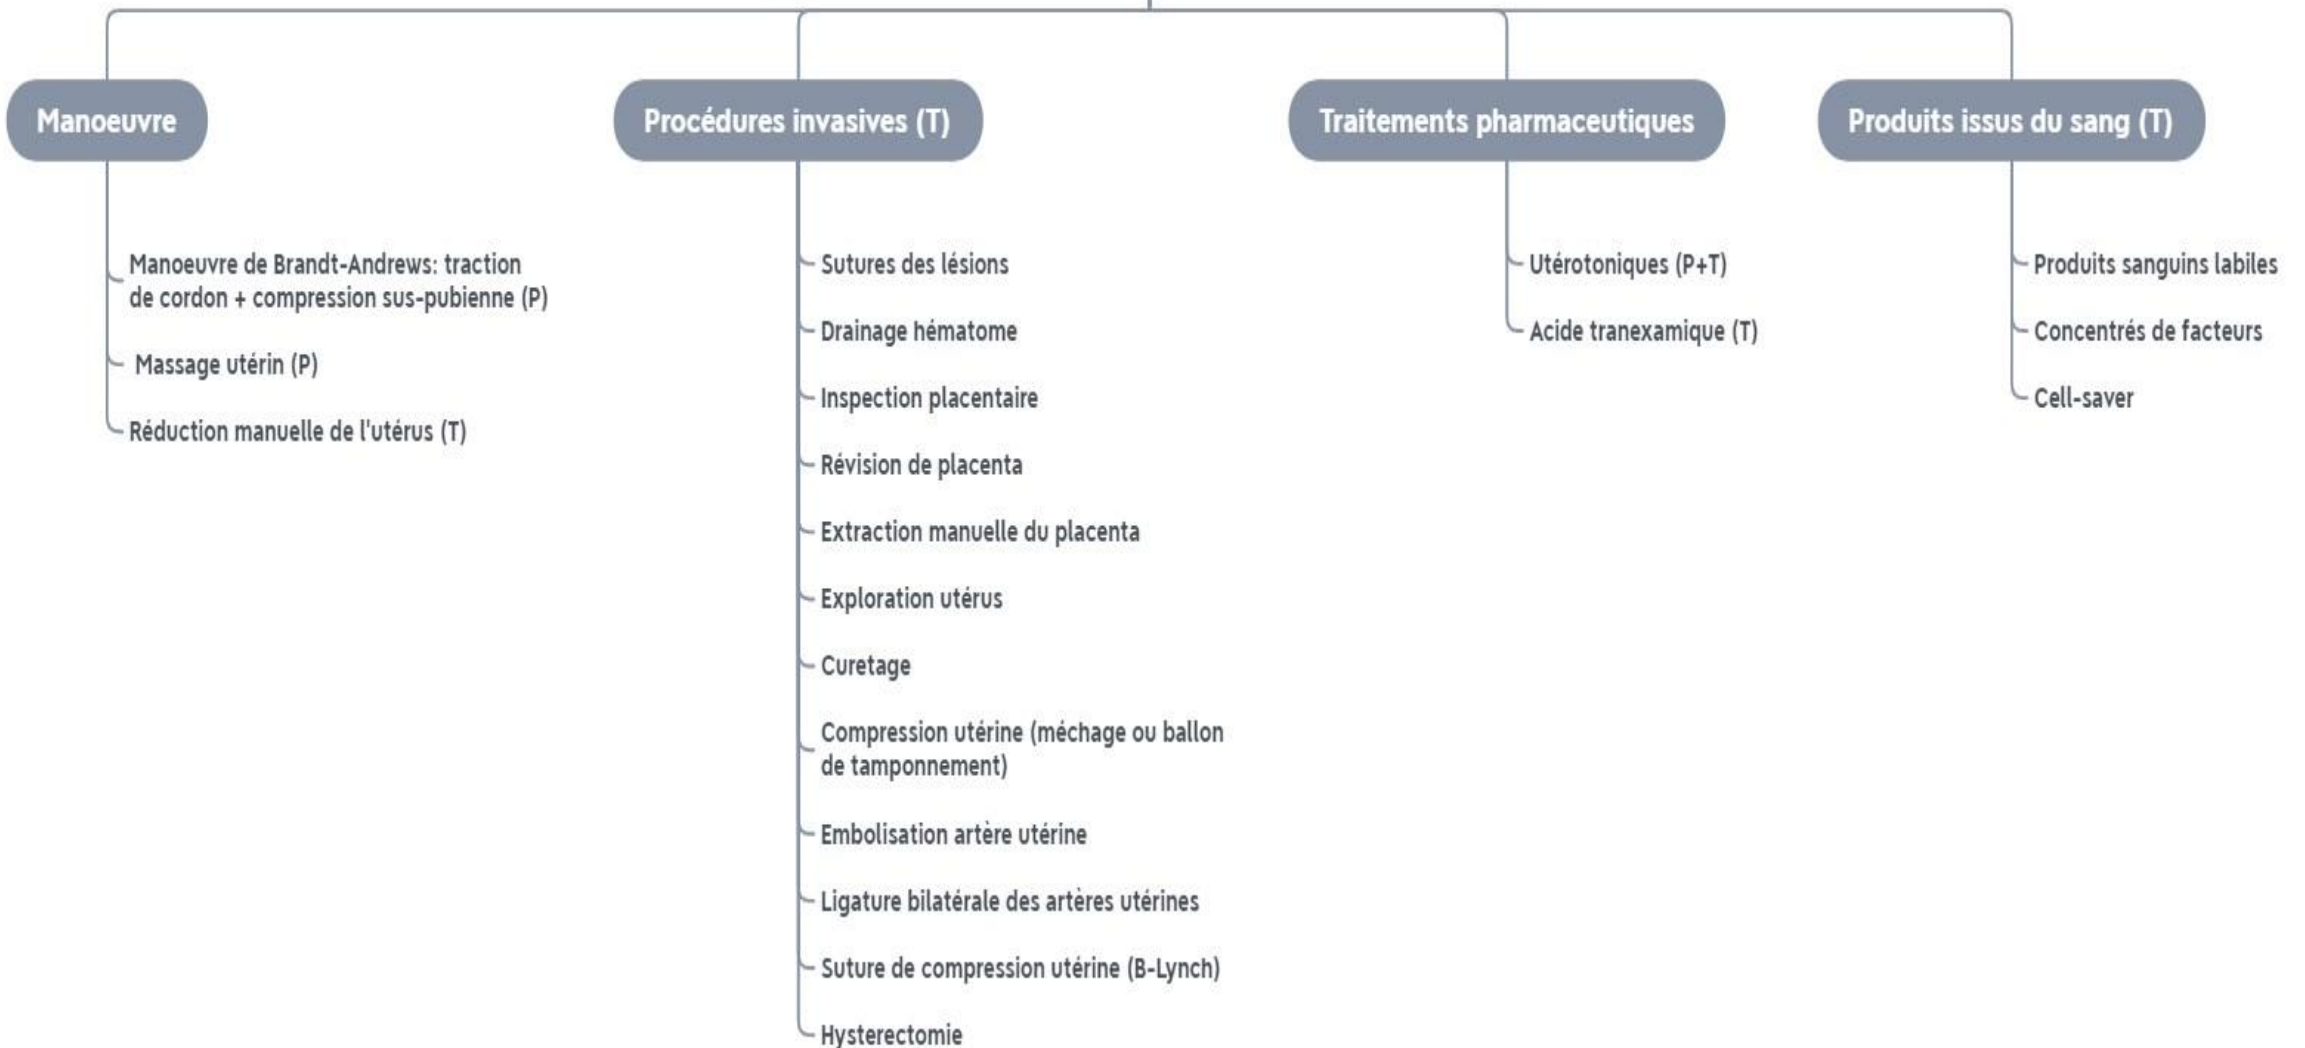 Manoeuvre
Manoeuvre de Brandt-Andrews: traction
de cordon + compression sus-pubienne (P)
Massage utérin (P)
Réduction manuelle de l'utérus (T)
Procédures invasives (T)
Sutures des lésions
Drainage hématome
Inspection placentaire
Révision de placenta
Extraction manuelle du placenta
Exploration utérus
Curetage
Compression utérine (méchage ou ballon
de tamponnement)
Embolisation artère utérine
Ligature bilatérale des artères utérines
Suture de compression utérine (B-Lynch)
Hysterectomie
Traitements pharmaceutiques
Utérotoniques (P+T)
Acide tranexamique (T)
Produits issus du sang (T)
Produits sanguins labiles
Concentrés de facteurs
Cell-saver